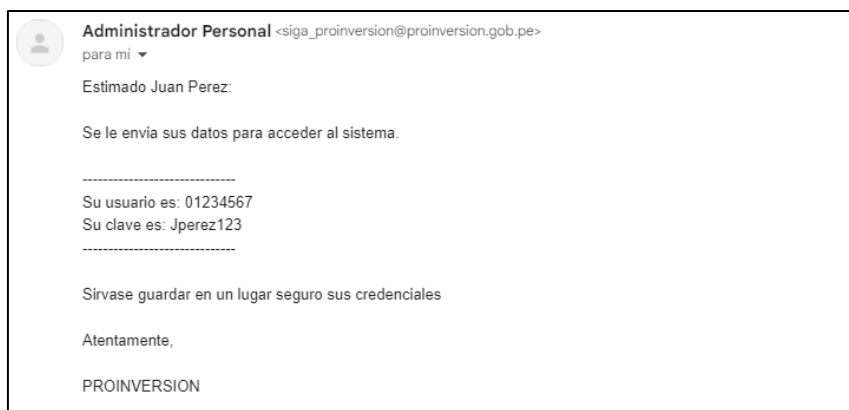 Administrador Personal <siga_proinversion@proinversion.gob.pe>
para mí
Estimado Juan Perez:
Se le envia sus datos para acceder al sistema.
------------------------------
Su usuario es: 01234567
Su clave es: Jperez123
------------------------------
Sirvase guardar en un lugar seguro sus credenciales
Atentamente,
PROINVERSION